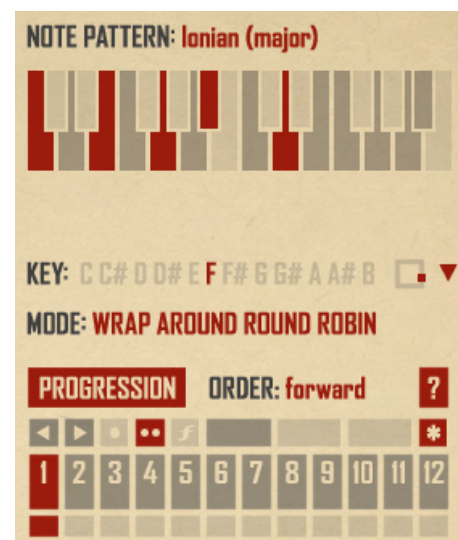 NOTE PATTERN: Ionian (major)
KEY: C C# D D# E F F# G G# A A# B
MODE: WRAP AROUND ROUND ROBIN
PROGRESSION ORDER: forward ?
f *
1 2 3 4 5 6 7 8 9 10 11 12